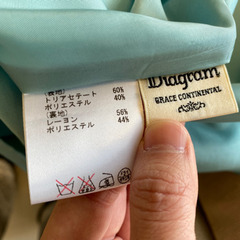 [表地] 60%
トリアセテート 40%
ポリエステル
[裏地] 56%
レーヨン 44%
ポリエステル
Diagram
GRACE CONTINENTAL